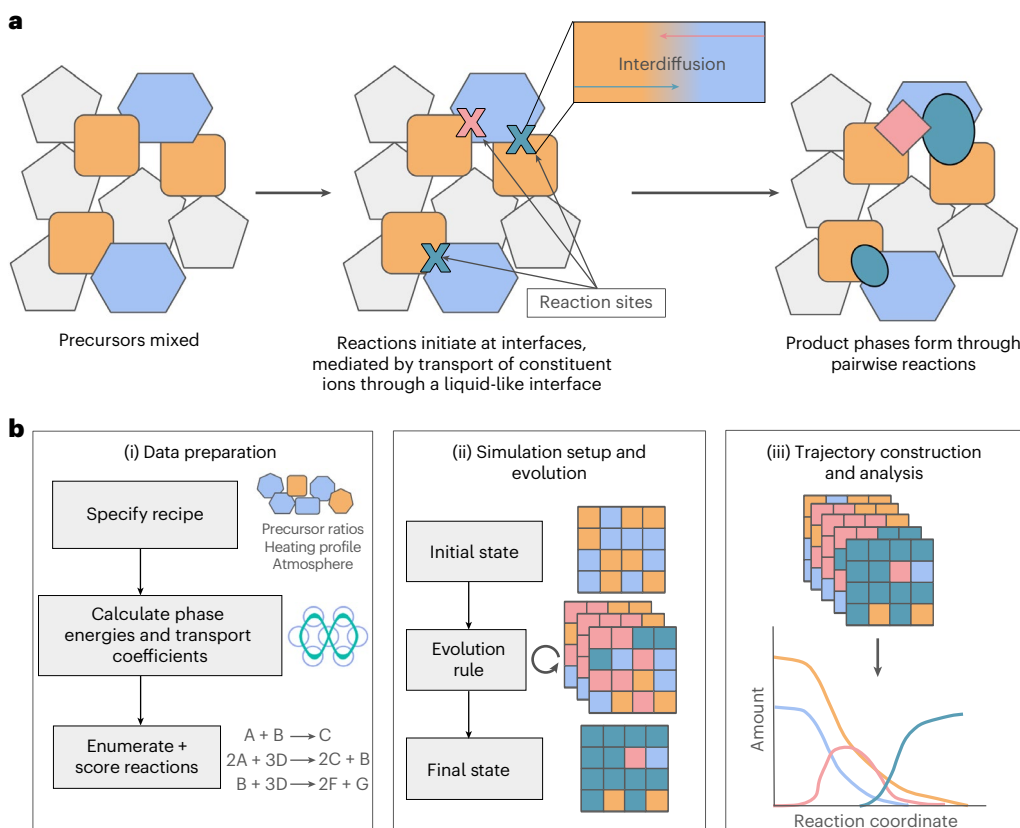 a
Interdiffusion
Reaction sites
Precursors mixed
Reactions initiate at interfaces,
mediated by transport of constituent
ions through a liquid-like interface
Product phases form through
pairwise reactions
b
(i) Data preparation
Specify recipe
Precursor ratios
Heating profile
Atmosphere
Calculate phase
energies and transport
coefficients
Enumerate +
score reactions
A + B → C
2A + 3D → 2C + B
B + 3D → 2F + G
(ii) Simulation setup and
evolution
Initial state
Evolution
rule
Final state
(iii) Trajectory construction
and analysis
Amount
Reaction coordinate